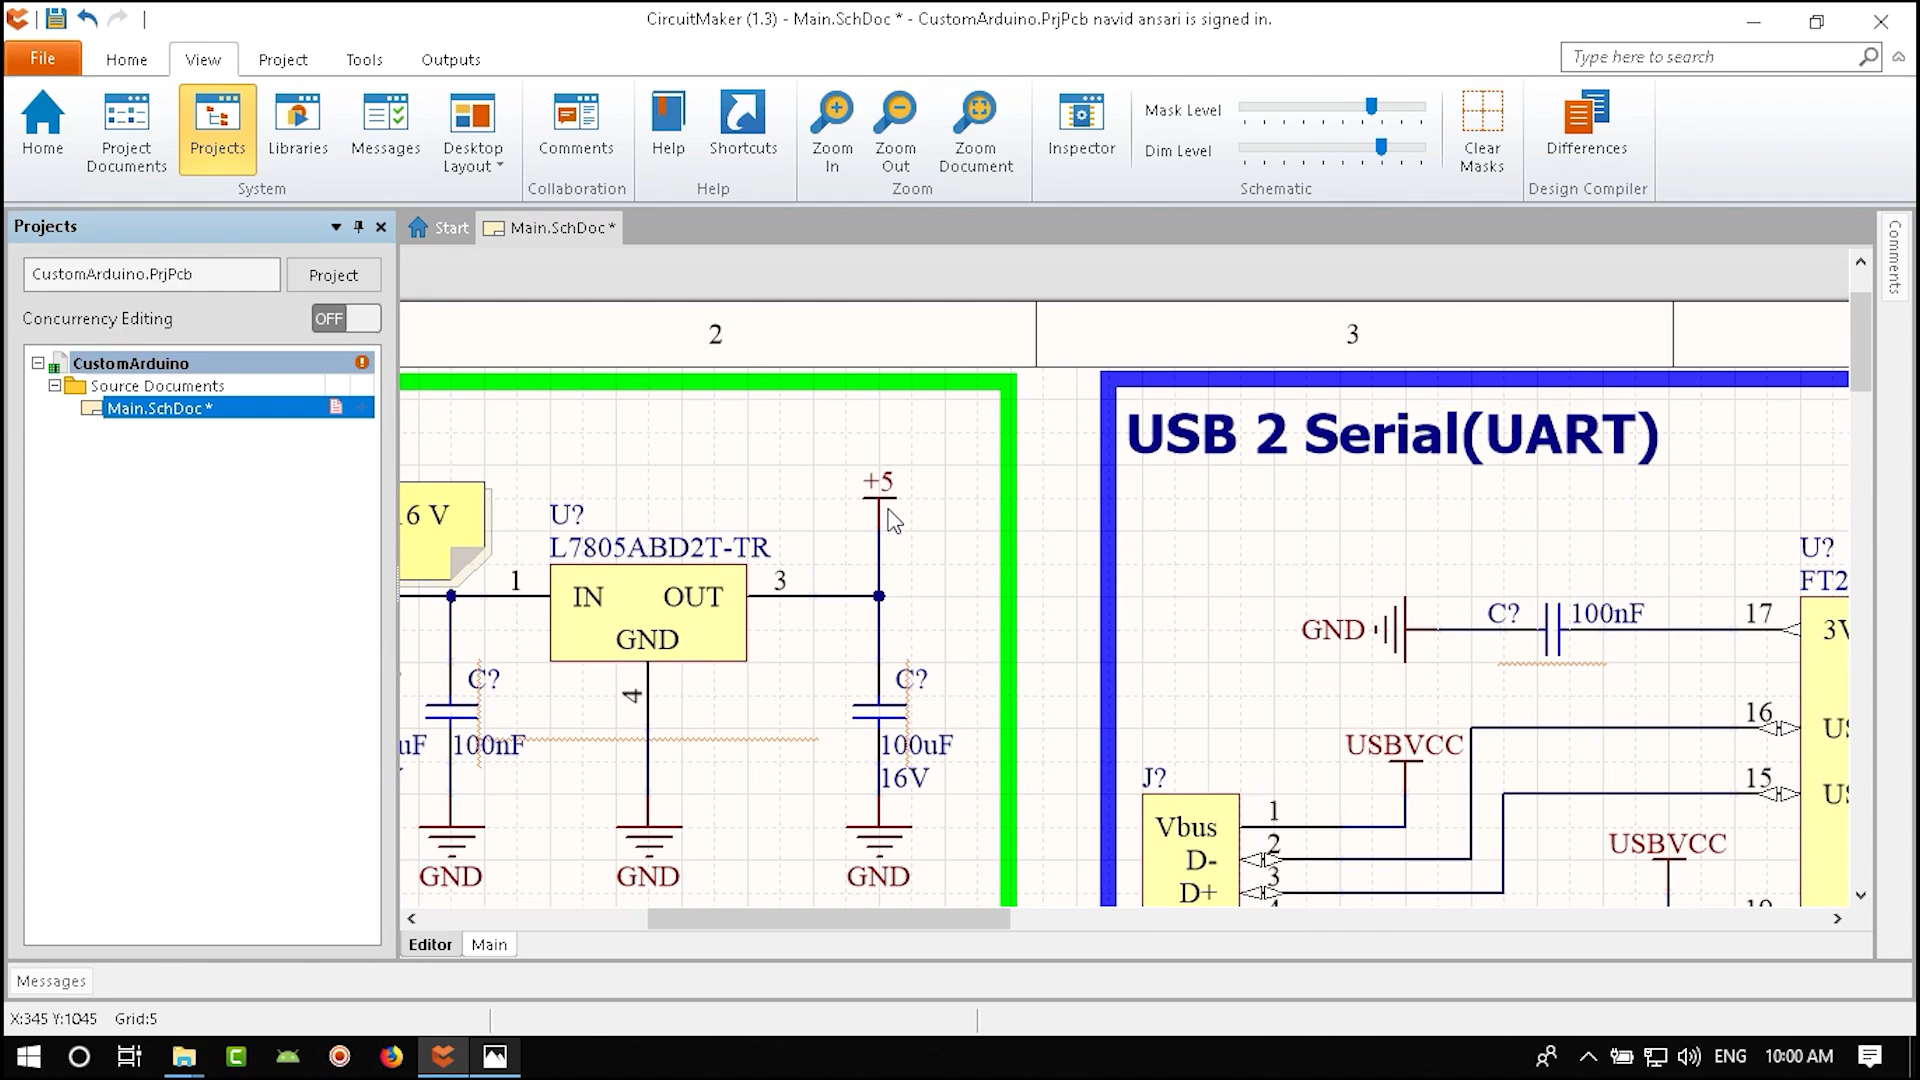 CircuitMaker (1.3) - Main.SchDoc * - CustomArduino.PrjPcb navid ansari is signed in.
File
Home
View
Project
Tools
Outputs
Type here to search
Home
Project Documents
Projects
Libraries
Messages
Desktop Layout
System
Comments
Collaboration
Help
Shortcuts
Help
Zoom In
Zoom Out
Zoom Document
Zoom
Inspector
Mask Level
Dim Level
Clear Masks
Schematic
Differences
Design Compiler
Projects
CustomArduino.PrjPcb
Project
Concurrency Editing
OFF
CustomArduino
Source Documents
Main.SchDoc *
Start
Main.SchDoc *
Comments
2
3
6 V
U?
L7805ABD2T-TR
1
IN
OUT
3
GND
4
+5
C?
uF
100nF
C?
100uF
16V
GND
GND
GND
USB 2 Serial(UART)
U?
FT2
GND
C?
100nF
17
3V
16
US
15
US
USBVCC
USBVCC
J?
Vbus
1
D-
2
D+
3
Editor
Main
Messages
X:345 Y:1045
Grid:5
ENG
10:00 AM